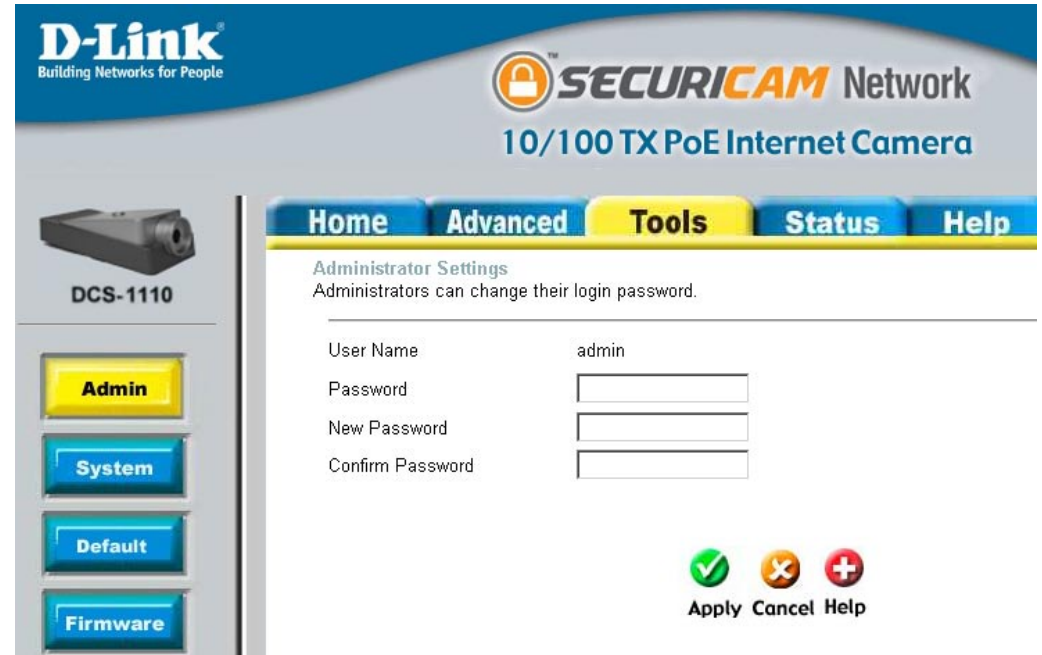 D-Link®
Building Networks for People
SECURICAM™ Network
10/100 TX PoE Internet Camera
DCS-1110
Admin
System
Default
Firmware
Home Advanced Tools Status Help
Administrator Settings
Administrators can change their login password.
User Name admin
Password
New Password
Confirm Password
Apply Cancel Help